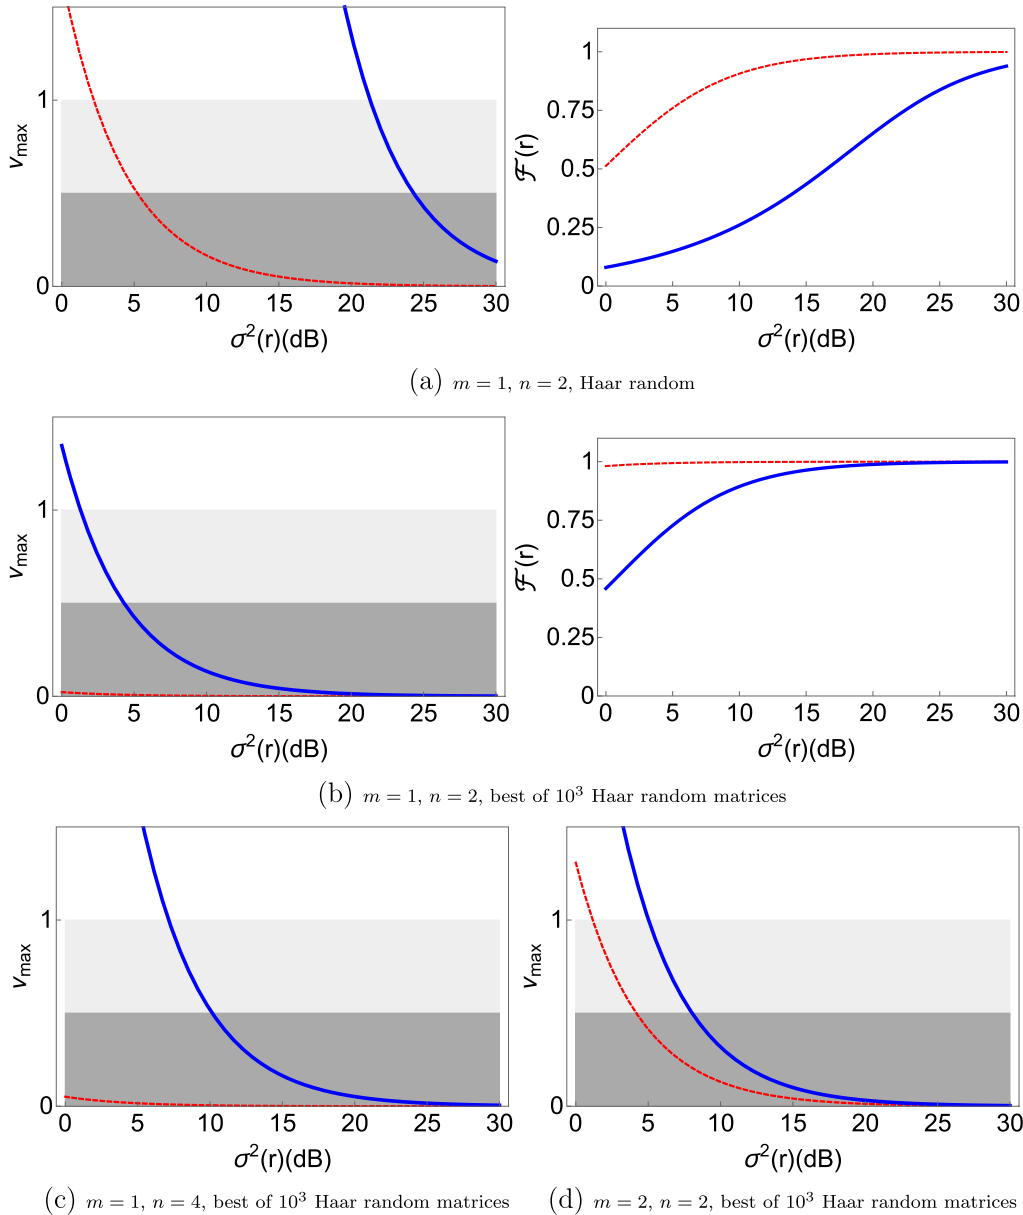 1
0
ν_max
0 5 10 15 20 25 30
σ²(r)(dB)
1
0.75
0.5
0.25
0
ℱ(r)
0 5 10 15 20 25 30
σ²(r)(dB)
(a) m = 1, n = 2, Haar random
1
0
ν_max
0 5 10 15 20 25 30
σ²(r)(dB)
1
0.75
0.5
0.25
0
ℱ(r)
0 5 10 15 20 25 30
σ²(r)(dB)
(b) m = 1, n = 2, best of 10³ Haar random matrices
1
0
ν_max
0 5 10 15 20 25 30
σ²(r)(dB)
(c) m = 1, n = 4, best of 10³ Haar random matrices
1
0
ν_max
0 5 10 15 20 25 30
σ²(r)(dB)
(d) m = 2, n = 2, best of 10³ Haar random matrices